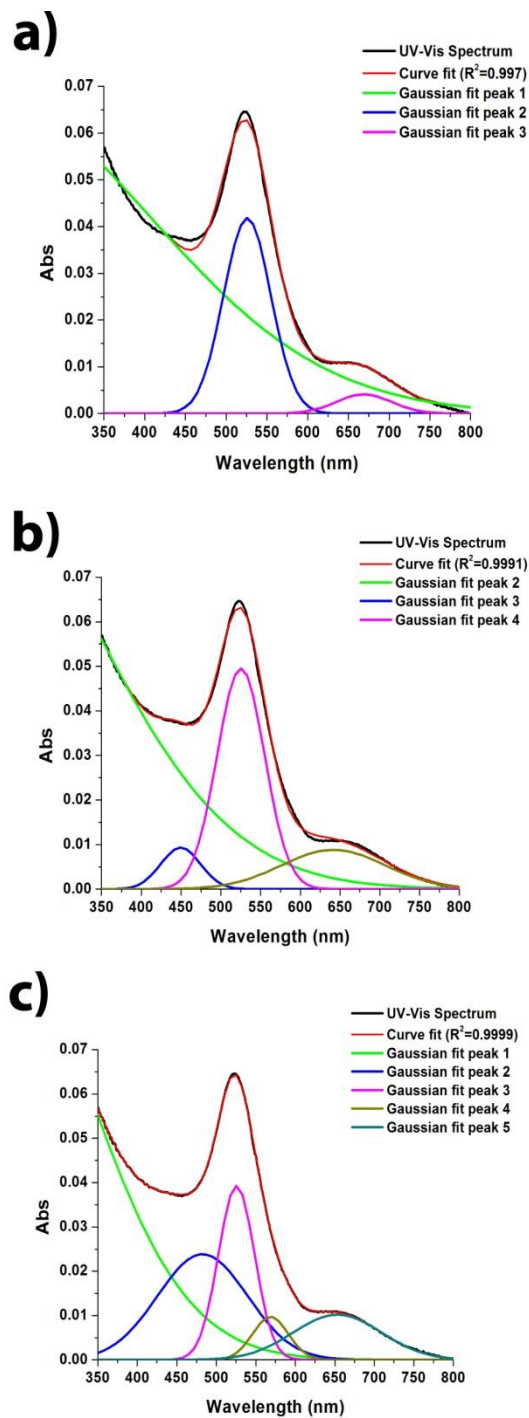 a)
UV-Vis Spectrum
Curve fit (R²=0.997)
Gaussian fit peak 1
Gaussian fit peak 2
Gaussian fit peak 3
0.07
0.06
0.05
0.04
0.03
0.02
0.01
0.00
Abs
350 400 450 500 550 600 650 700 750 800
Wavelength (nm)
b)
UV-Vis Spectrum
Curve fit (R²=0.9991)
Gaussian fit peak 2
Gaussian fit peak 3
Gaussian fit peak 4
0.07
0.06
0.05
0.04
0.03
0.02
0.01
0.00
Abs
350 400 450 500 550 600 650 700 750 800
Wavelength (nm)
c)
UV-Vis Spectrum
Curve fit (R²=0.9999)
Gaussian fit peak 1
Gaussian fit peak 2
Gaussian fit peak 3
Gaussian fit peak 4
Gaussian fit peak 5
0.07
0.06
0.05
0.04
0.03
0.02
0.01
0.00
Abs
350 400 450 500 550 600 650 700 750 800
Wavelength (nm)